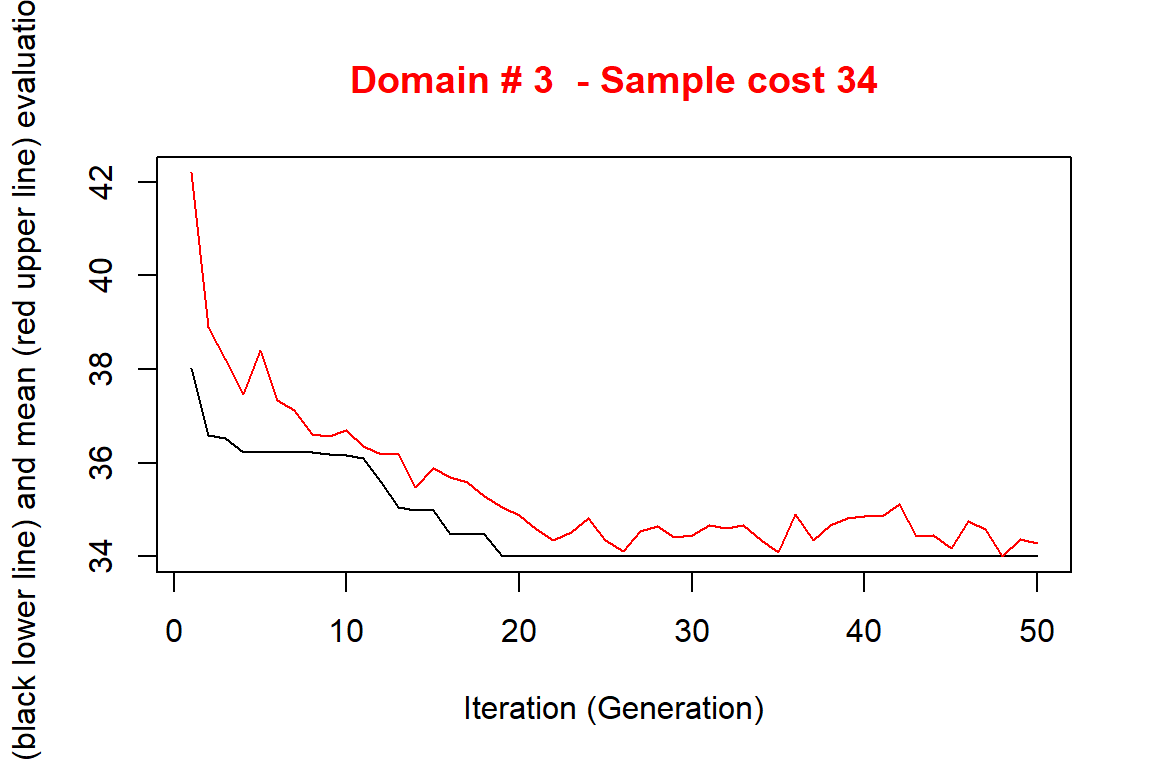 Domain # 3  - Sample cost 34
(black lower line) and mean (red upper line) evaluatio
42
40
38
36
34
0 10 20 30 40 50
Iteration (Generation)